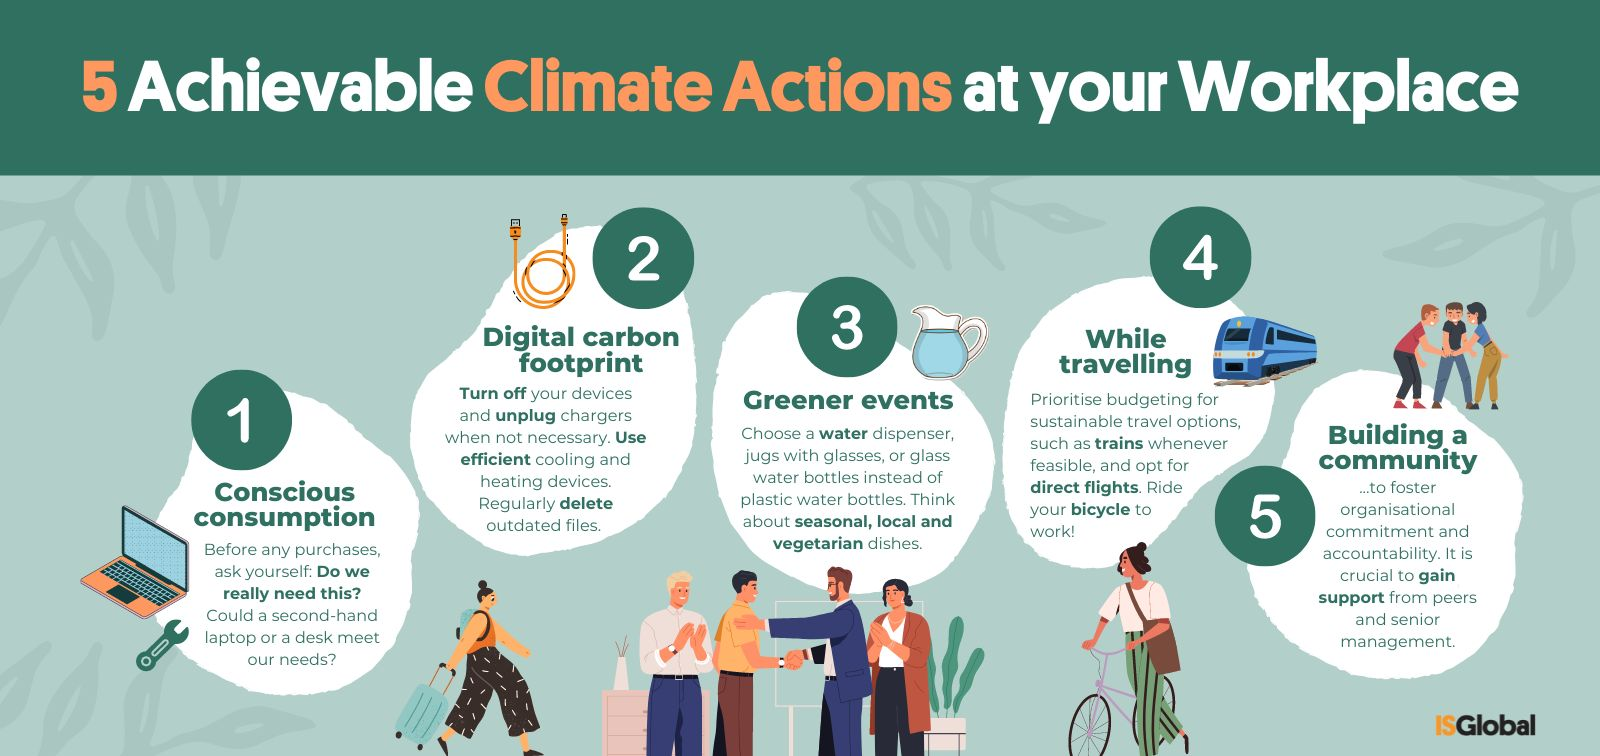 5 Achievable Climate Actions at your Workplace
1
Conscious
consumption
Before any purchases,
ask yourself: Do we
really need this?
Could a second-hand
laptop or a desk meet
our needs?
2
Digital carbon
footprint
Turn off your devices
and unplug chargers
when not necessary. Use
efficient cooling and
heating devices.
Regularly delete
outdated files.
3
Greener events
Choose a water dispenser,
jugs with glasses, or glass
water bottles instead of
plastic water bottles. Think
about seasonal, local and
vegetarian dishes.
4
While
travelling
Prioritise budgeting for
sustainable travel options,
such as trains whenever
feasible, and opt for
direct flights. Ride
your bicycle to
work!
5
Building a
community
...to foster
organisational
commitment and
accountability. It is
crucial to gain
support from peers
and senior
management.
ISGlobal